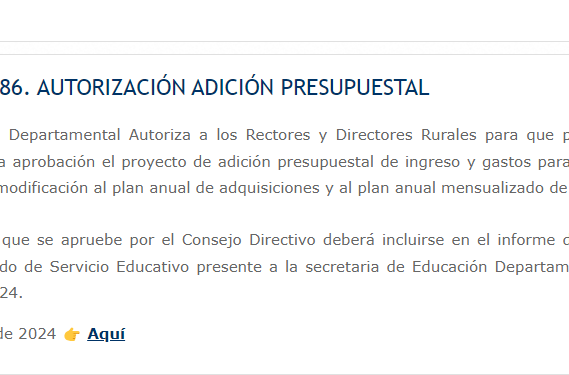 86. AUTORIZACIÓN ADICIÓN PRESUPUESTAL
Departamental Autoriza a los Rectores y Directores Rurales para que
a aprobación el proyecto de adición presupuestal de ingreso y gastos para
modificación al plan anual de adquisiciones y al plan anual mensualizado de
que se apruebe por el Consejo Directivo deberá incluirse en el informe
do de Servicio Educativo presente a la secretaria de Educación Departam
24.
de 2024 👉 Aquí